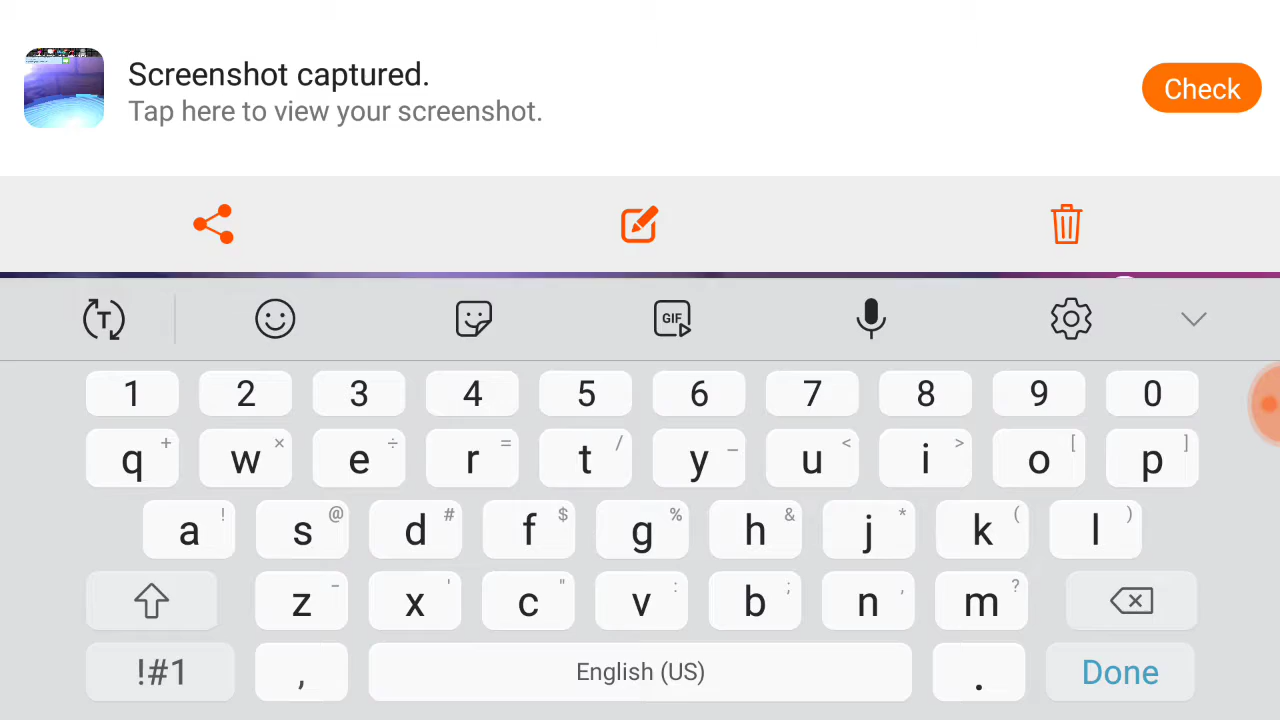 Screenshot captured.
Tap here to view your screenshot.
Check
T
GIF
1 2 3 4 5 6 7 8 9 0
q + w × e ÷ r = t / y _ u < i > o [ p ]
a ! s @ d # f $ g % h & j * k ( l )
z - x ' c " v : b ; n , m ?
!#1 , English (US) . Done